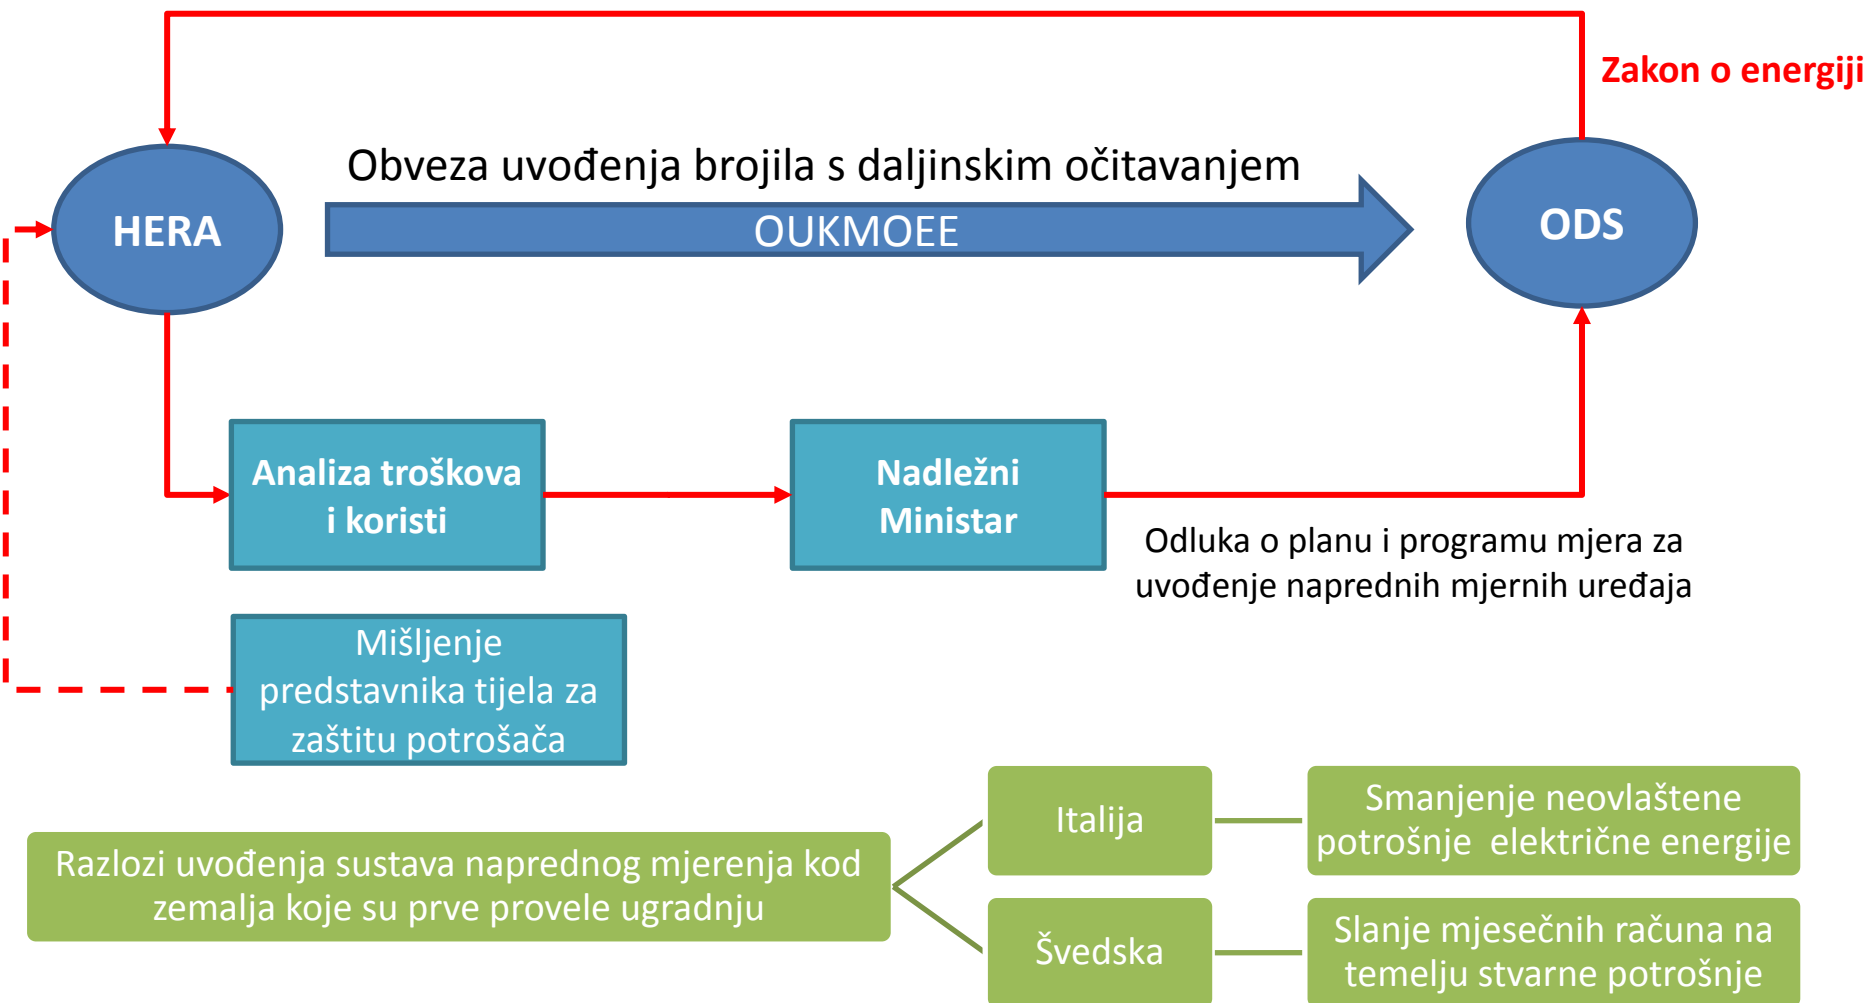 Zakon o energiji
Obveza uvođenja brojila s daljinskim očitavanjem
HERA
OUKMOEE
ODS
Analiza troškova
i koristi
Nadležni
Ministar
Odluka o planu i programu mjera za
uvođenje naprednih mjernih uređaja
Mišljenje
predstavnika tijela za
zaštitu potrošača
Razlozi uvođenja sustava naprednog mjerenja kod
zemalja koje su prve provele ugradnju
Italija
Smanjenje neovlaštene
potrošnje električne energije
Švedska
Slanje mjesečnih računa na
temelju stvarne potrošnje